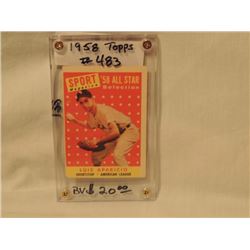 1958 Topps
# 483
SPORT '58 ALL STAR
Magazine Selection
LUIS APARICIO
SHORTSTOP AMERICAN LEAGUE
BV$ 20.00